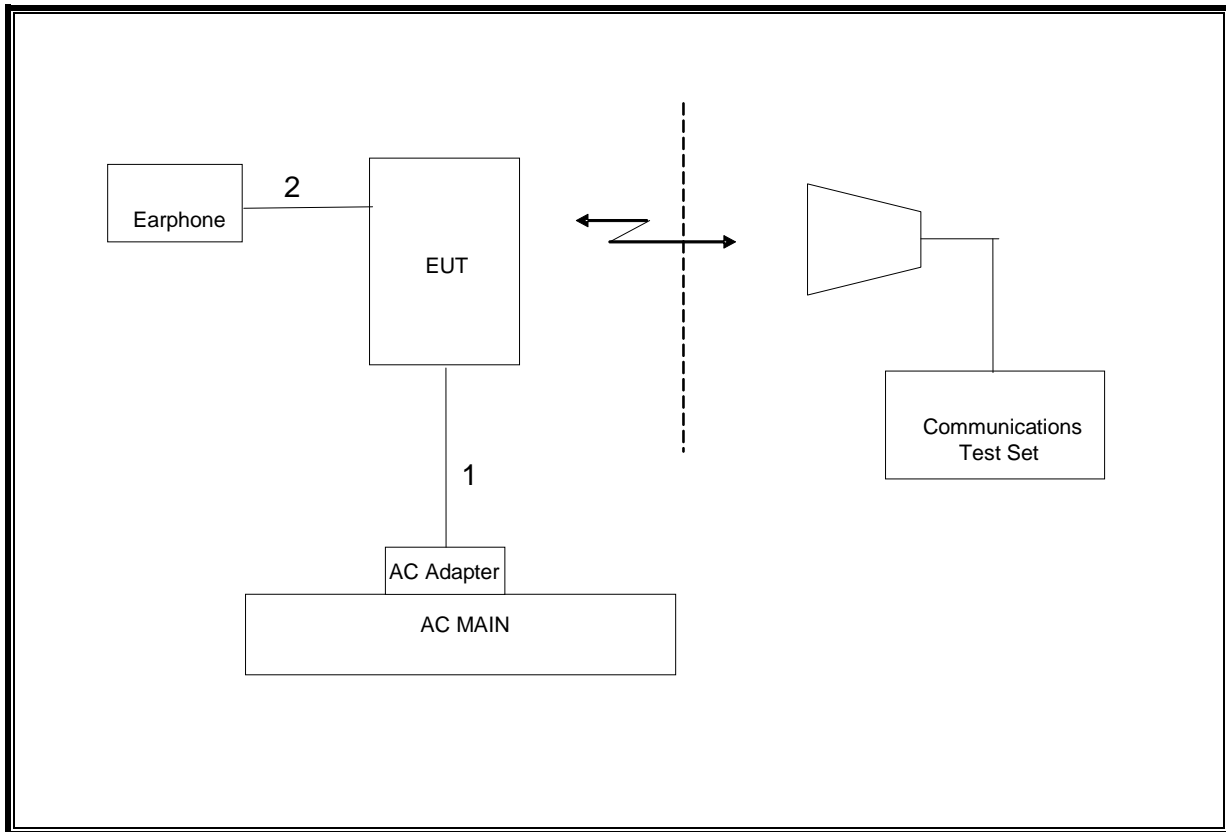 2
Earphone
EUT
Communications
Test Set
1
AC Adapter
AC MAIN